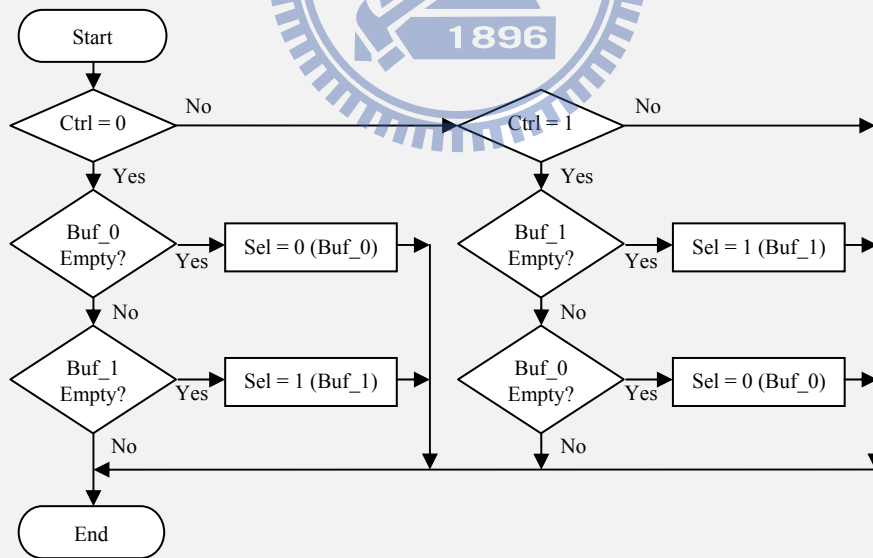 1896
Start
Ctrl = 0
No
Ctrl = 1
No
Yes
Yes
Buf_0
Empty?
Yes
Sel = 0 (Buf_0)
Buf_1
Empty?
Yes
Sel = 1 (Buf_1)
No
No
Buf_1
Empty?
Yes
Sel = 1 (Buf_1)
Buf_0
Empty?
Yes
Sel = 0 (Buf_0)
No
No
End